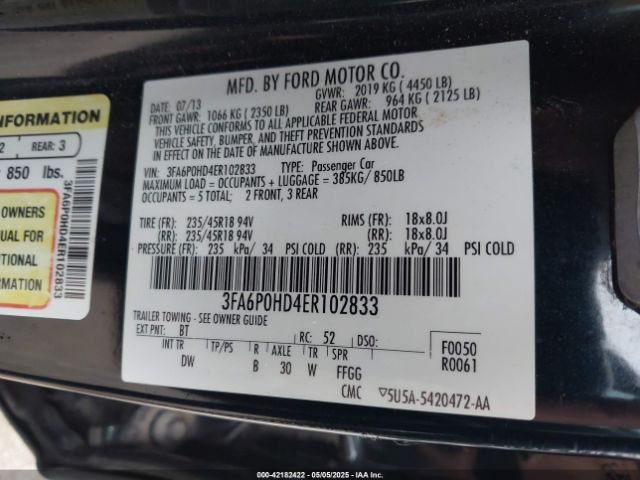 MFD. BY FORD MOTOR CO.
DATE: 07/13 GVWR: 2019 KG ( 4450 LB)
FRONT GAWR: 1066 KG ( 2350 LB) REAR GAWR: 964 KG ( 2125 LB)
THIS VEHICLE CONFORMS TO ALL APPLICABLE FEDERAL MOTOR
VEHICLE SAFETY, BUMPER, AND THEFT PREVENTION STANDARDS
IN EFFECT ON THE DATE OF MANUFACTURE SHOWN ABOVE.
VIN: 3FA6P0HD4ER102833 TYPE: Passenger Car
MAXIMUM LOAD = OCCUPANTS + LUGGAGE = 385KG/ 850LB
OCCUPANTS = 5 TOTAL; 2 FRONT, 3 REAR
TIRE (FR): 235/45R18 94V RIMS (FR): 18x8.0J
(RR): 235/45R18 94V (RR): 18x8.0J
PRESSURE (FR): 235 kPa/ 34 PSI COLD (RR): 235 kPa/ 34 PSI COLD
3FA6P0HD4ER102833
TRAILER TOWING - SEE OWNER GUIDE
EXT PNT: BT RC: 52 DSO:
INT TR TP/PS R AXLE TR SPR F0050
DW B 30 W FFGG R0061
CMC 5U5A-5420472-AA
INFORMATION
2 REAR: 3
850 lbs.
OWNERS
UAL FOR
ITIONAL
RMATION
3FA6P0HD4ER102833
000-42182422 05/05/2025 IAA, Inc.